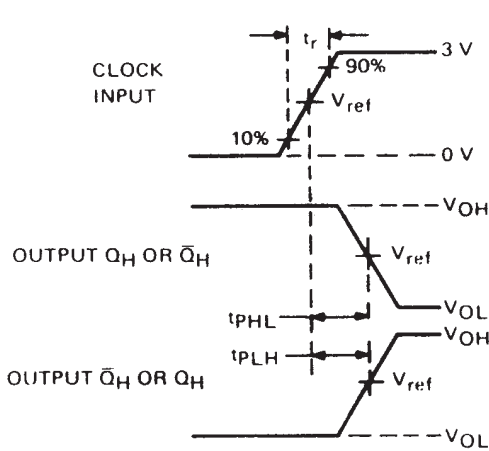 tr
3 V
CLOCK
INPUT
90%
Vref
10%
0 V
VOH
OUTPUT QH OR Q̅H
Vref
tPHL
VOL
VOH
tPLH
OUTPUT Q̅H OR QH
Vref
VOL